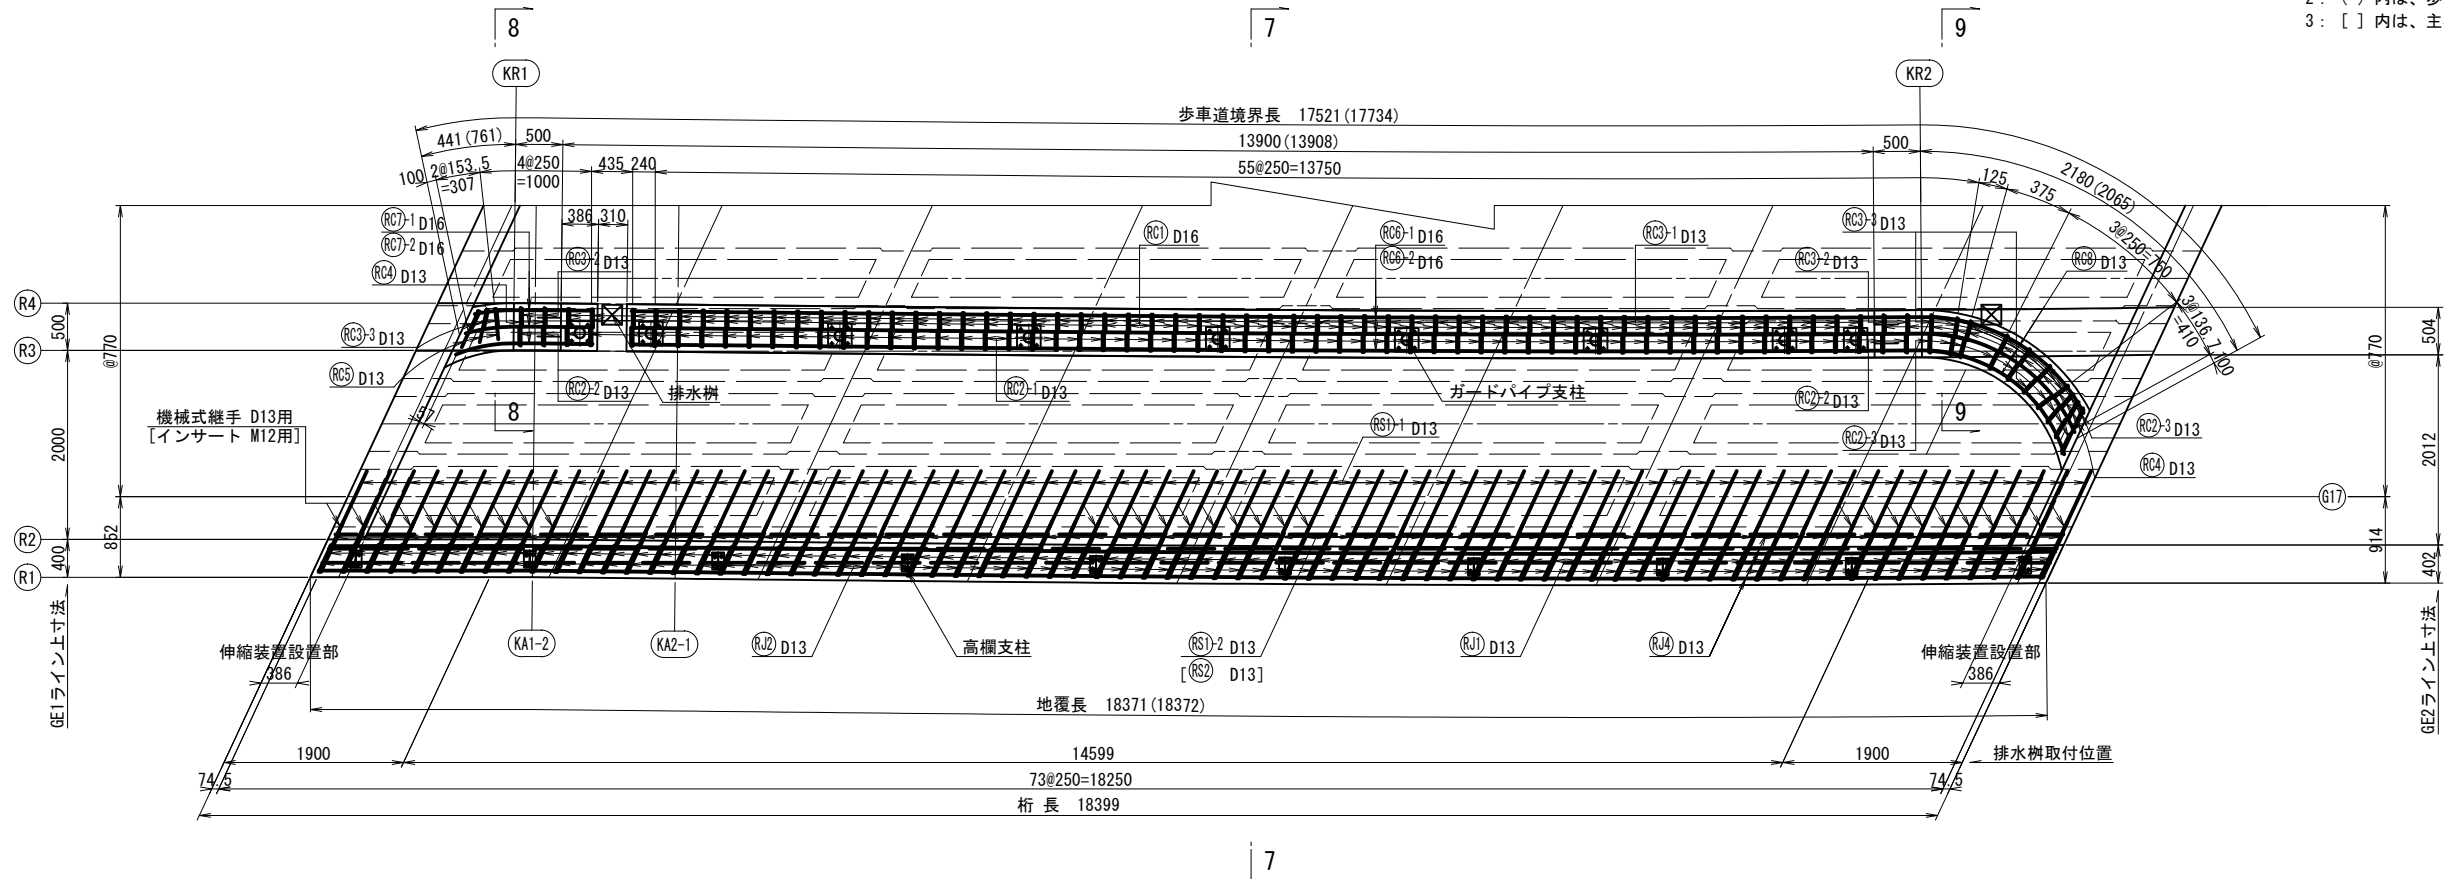 3： [ ] 内は、主
8
7
9
KR1
KR2
歩車道境界長 17521(17734)
441(761)
500
13900(13908)
500
2180(2065)
100
2@153.5
=307
4@250
=1000
435
240
55@250=13750
125
375
3@250=750
3@136.7
=410
100
386
310
RC7-1 D16
RC7-2 D16
RC4 D13
RC3-2 D13
RC1 D16
RC6-1 D16
RC6-2 D16
RC3-1 D13
RC3-3 D13
RC3-2 D13
RC8 D13
R4
500
R3
RC3-3 D13
RC5 D13
@770
@770
504
RC2-2 D13
排水桝
RC2-1 D13
ガードパイプ支柱
RC2-2 D13
57
8
9
機械式継手 D13用
[インサート M12用]
RS1-1 D13
RC2-3 D13
RC2-3 D13
RC4 D13
2000
2012
G17
R2
400
852
R1
914
402
GE1ライン上寸法
GE2ライン上寸法
伸縮装置設置部
386
KA1-2
KA2-1
RJ2 D13
高欄支柱
RS1-2 D13
[RS2 D13]
RJ1 D13
RJ4 D13
伸縮装置設置部
386
地覆長 18371(18372)
1900
14599
1900
排水桝取付位置
74.5
73@250=18250
74.5
桁 長 18399
7